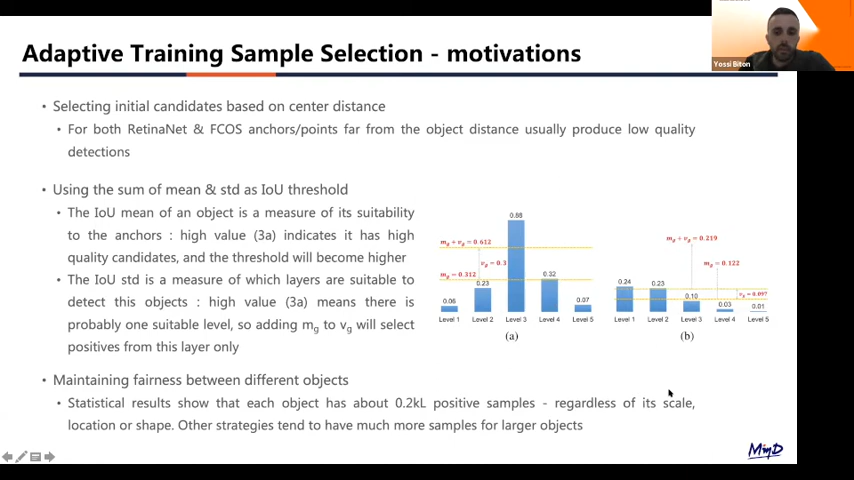 Yossi Biton
Adaptive Training Sample Selection - motivations
• Selecting initial candidates based on center distance
• For both RetinaNet & FCOS anchors/points far from the object distance usually produce low quality
detections
• Using the sum of mean & std as IoU threshold
• The IoU mean of an object is a measure of its suitability
to the anchors : high value (3a) indicates it has high
quality candidates, and the threshold will become higher
• The IoU std is a measure of which layers are suitable to
detect this objects : high value (3a) means there is
probably one suitable level, so adding mg to vg will select
positives from this layer only
mg + vg = 0.612
vg = 0.3
mg = 0.312
0.06
0.23
0.88
0.32
0.07
Level 1
Level 2
Level 3
Level 4
Level 5
(a)
mg + vg = 0.219
mg = 0.122
vg = 0.097
0.24
0.23
0.10
0.03
0.01
Level 1
Level 2
Level 3
Level 4
Level 5
(b)
• Maintaining fairness between different objects
• Statistical results show that each object has about 0.2kL positive samples - regardless of its scale,
location or shape. Other strategies tend to have much more samples for larger objects
MinD